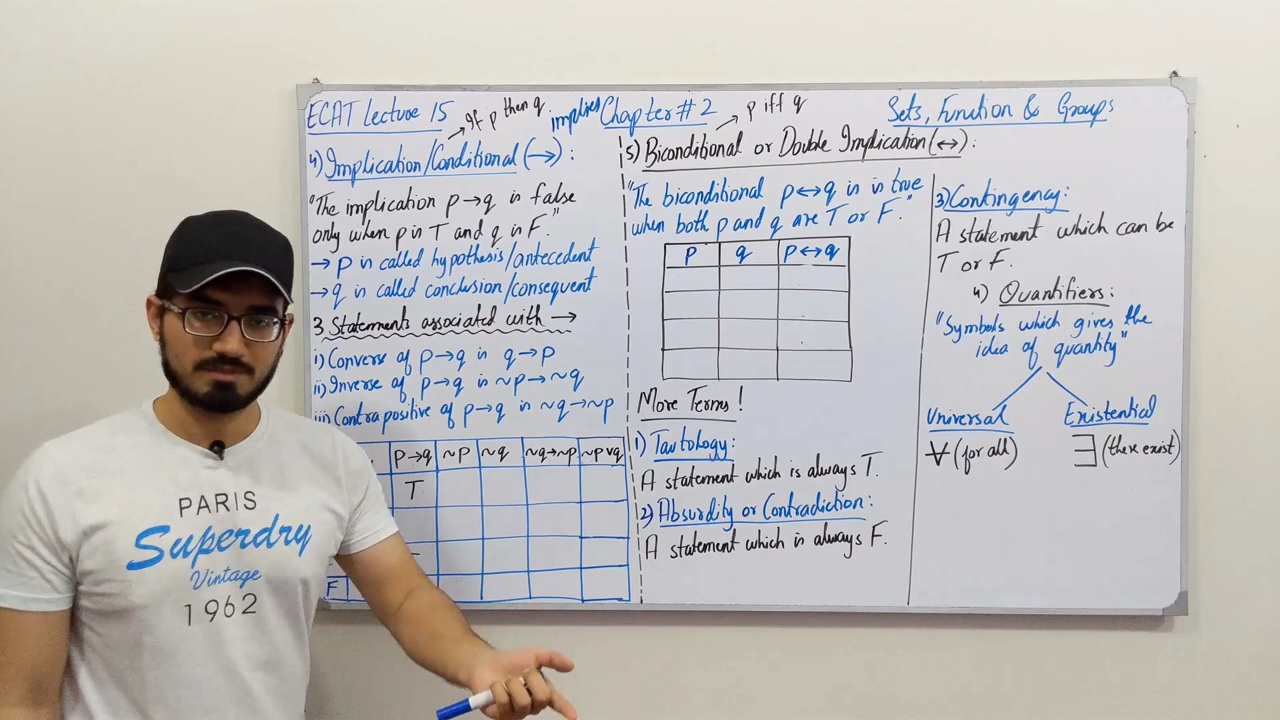 ECAT Lecture 15
If p then q.
implies
Chapter # 2
p iff q
Sets, Function & Groups
4) Implication/Conditional (→) :
"The implication p→q is false
only when p is T and q is F."
→ p is called hypothesis/antecedent
→ q is called conclusion/consequent
3 Statements associated with →
i) Converse of p→q is q→p
ii) Inverse of p→q is ~p→~q
iii) Contrapositive of p→q is ~q→~p
p→q ~p ~q ~q→~p ~p∨q
T
F
5) Biconditional or Double Implication (↔) :
"The biconditional p↔q is is true
when both p and q are T or F."
p q p↔q
More Terms !
1) Tautology:
A statement which is always T.
2) Absurdity or Contradiction:
A statement which is always F.
3) Contingency:
A statement which can be
T or F.
4) Quantifiers:
"Symbols which gives the
idea of quantity"
Universal Existential
∀ (for all) ∃ (there exist)
PARIS
Superdry
Vintage
1962